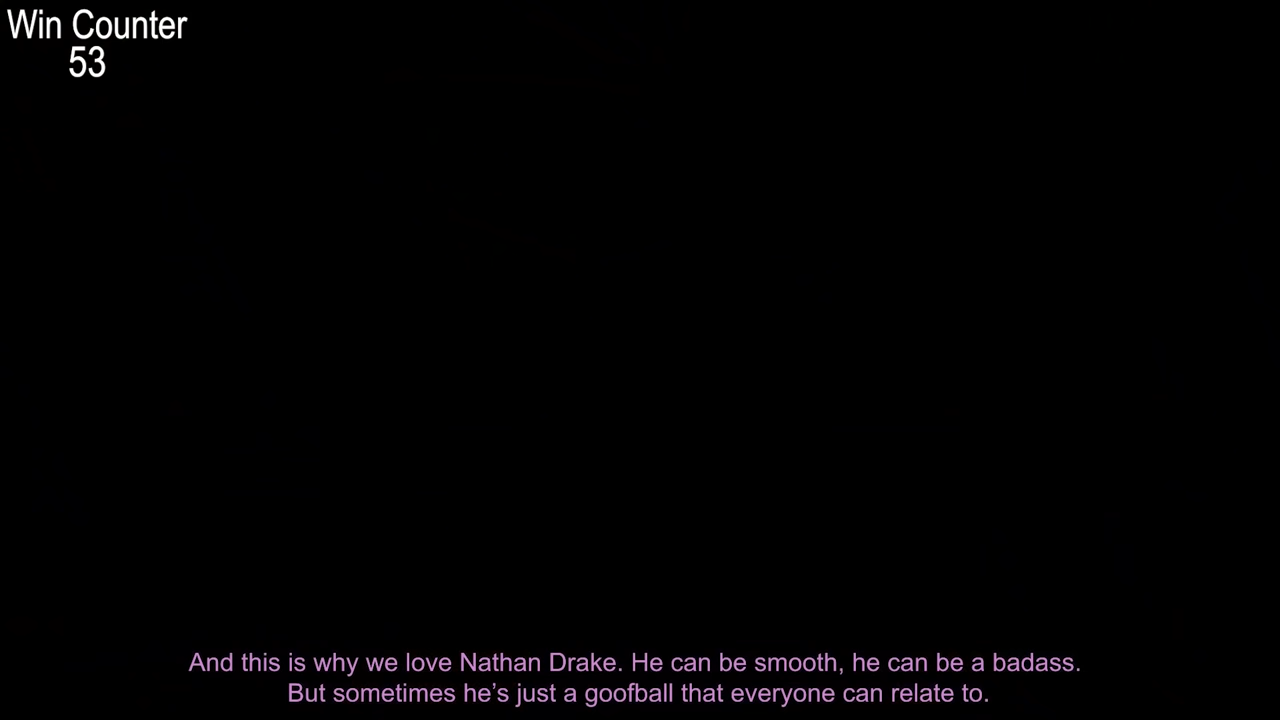 Win Counter
53
And this is why we love Nathan Drake. He can be smooth, he can be a badass.
But sometimes he’s just a goofball that everyone can relate to.